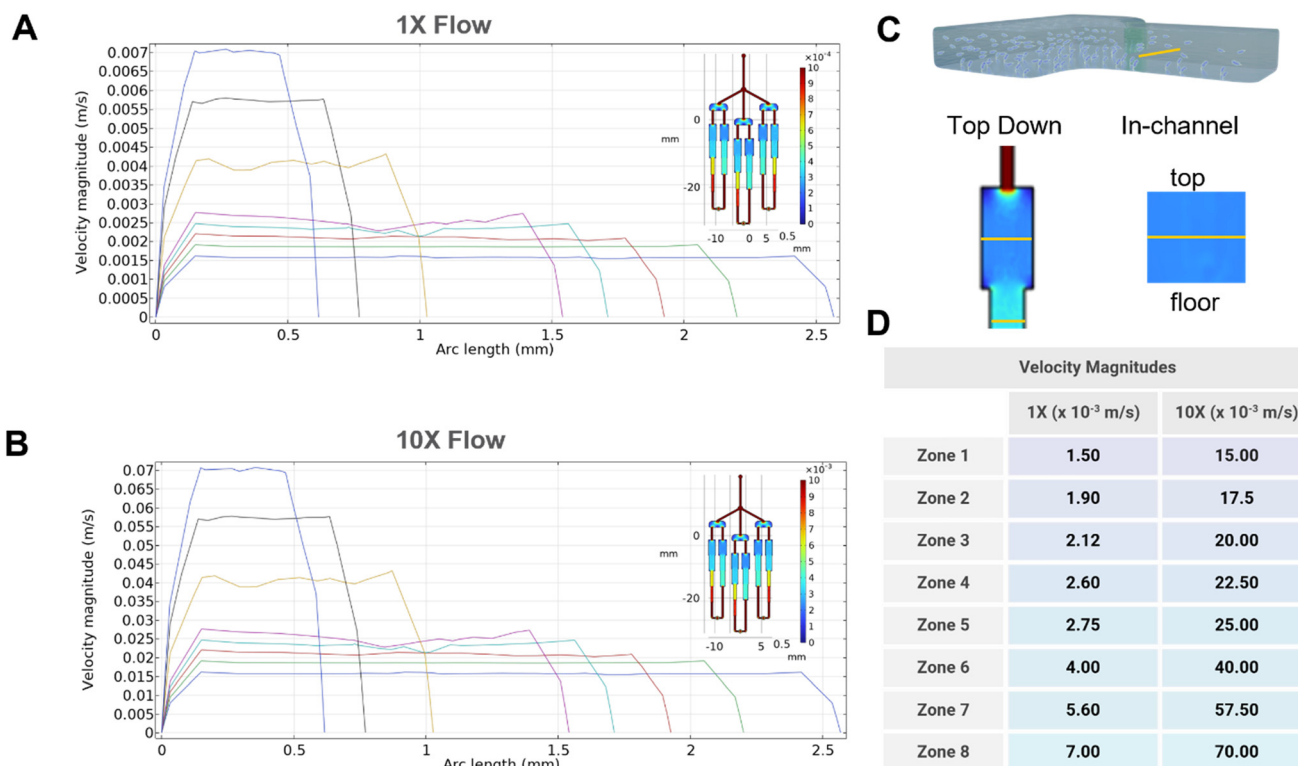 A
1X Flow
Velocity magnitude (m/s)
0.007
0.0065
0.006
0.0055
0.005
0.0045
0.004
0.0035
0.003
0.0025
0.002
0.0015
0.001
0.0005
0
0 0.5 1 1.5 2 2.5
Arc length (mm)
×10⁻⁴
10
9
8
7
6
5
4
3
2
1
0
0
mm
-20
-10 0 5 0.5
mm
B
10X Flow
Velocity magnitude (m/s)
0.07
0.065
0.06
0.055
0.05
0.045
0.04
0.035
0.03
0.025
0.02
0.015
0.01
0.005
0
0 0.5 1 1.5 2 2.5
Arc length (mm)
×10⁻³
10
9
8
7
6
5
4
3
2
1
0
0
mm
-20
-10 5 0.5
mm
C
Top Down In-channel
top
floor
D
Velocity Magnitudes
1X (x 10⁻³ m/s) 10X (x 10⁻³ m/s)
Zone 1 1.50 15.00
Zone 2 1.90 17.5
Zone 3 2.12 20.00
Zone 4 2.60 22.50
Zone 5 2.75 25.00
Zone 6 4.00 40.00
Zone 7 5.60 57.50
Zone 8 7.00 70.00